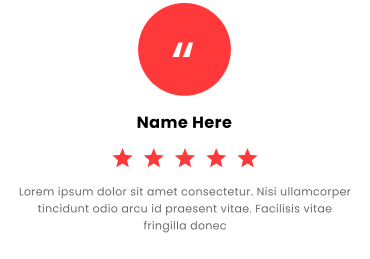 “
Name Here
Lorem ipsum dolor sit amet consectetur. Nisi ullamcorper
tincidunt odio arcu id praesent vitae. Facilisis vitae
fringilla donec